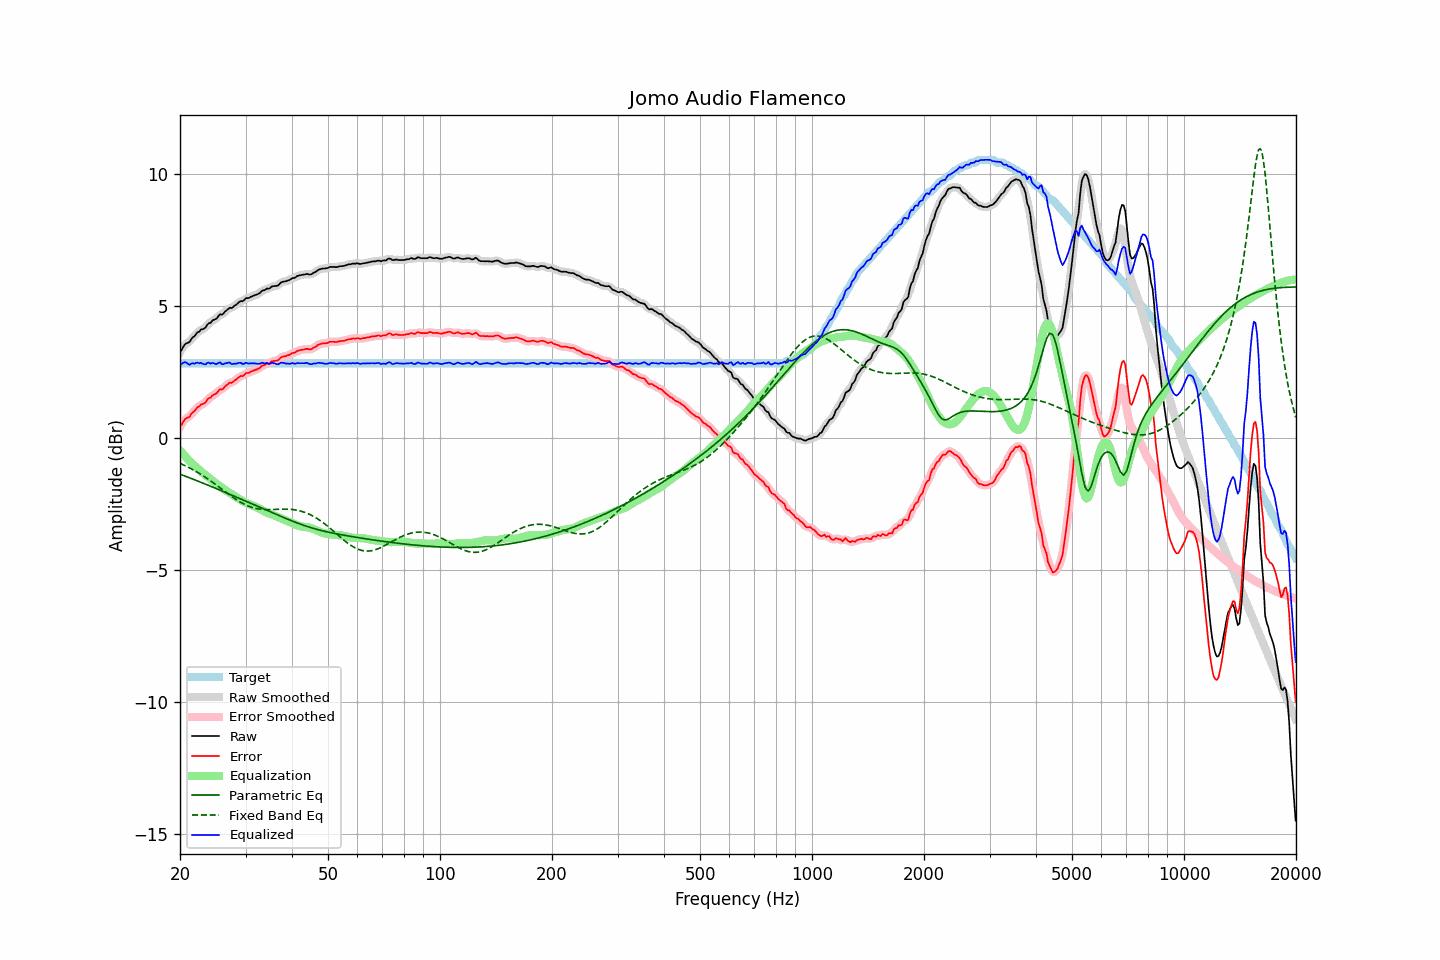 Jomo Audio Flamenco
Amplitude (dBr)
10
5
0
−5
−10
−15
Target
Raw Smoothed
Error Smoothed
Raw
Error
Equalization
Parametric Eq
Fixed Band Eq
Equalized
20 50 100 200 500 1000 2000 5000 10000 20000
Frequency (Hz)